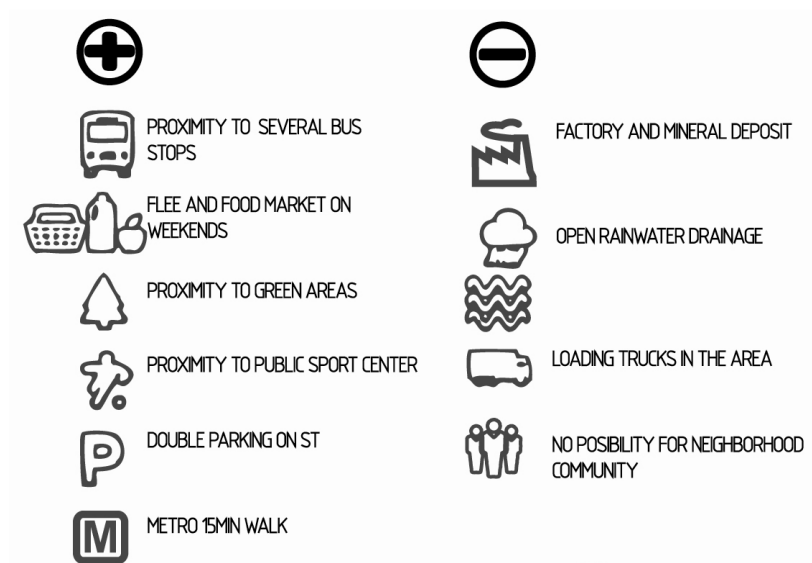 PROXIMITY TO SEVERAL BUS
STOPS
FLEE AND FOOD MARKET ON
WEEKENDS
PROXIMITY TO GREEN AREAS
PROXIMITY TO PUBLIC SPORT CENTER
P
DOUBLE PARKING ON ST
M
METRO 15MIN WALK
FACTORY AND MINERAL DEPOSIT
OPEN RAINWATER DRAINAGE
LOADING TRUCKS IN THE AREA
NO POSIBILITY FOR NEIGHBORHOOD
COMMUNITY